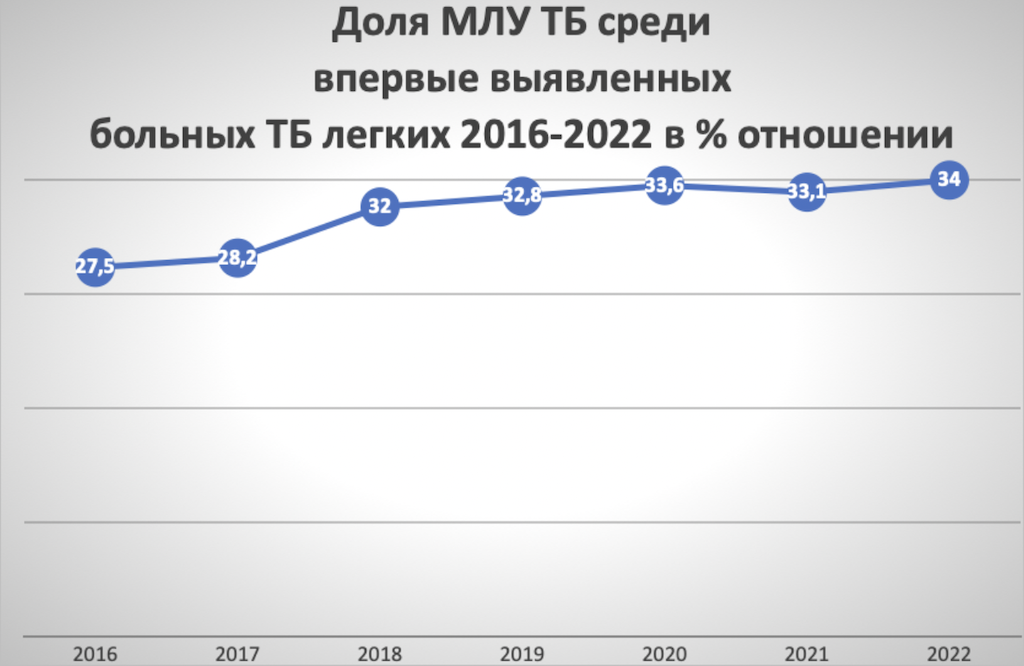 Доля МЛУ ТБ среди
впервые выявленных
больных ТБ легких 2016-2022 в % отношении
27,5
28,2
32
32,8
33,6
33,1
34
2016 2017 2018 2019 2020 2021 2022